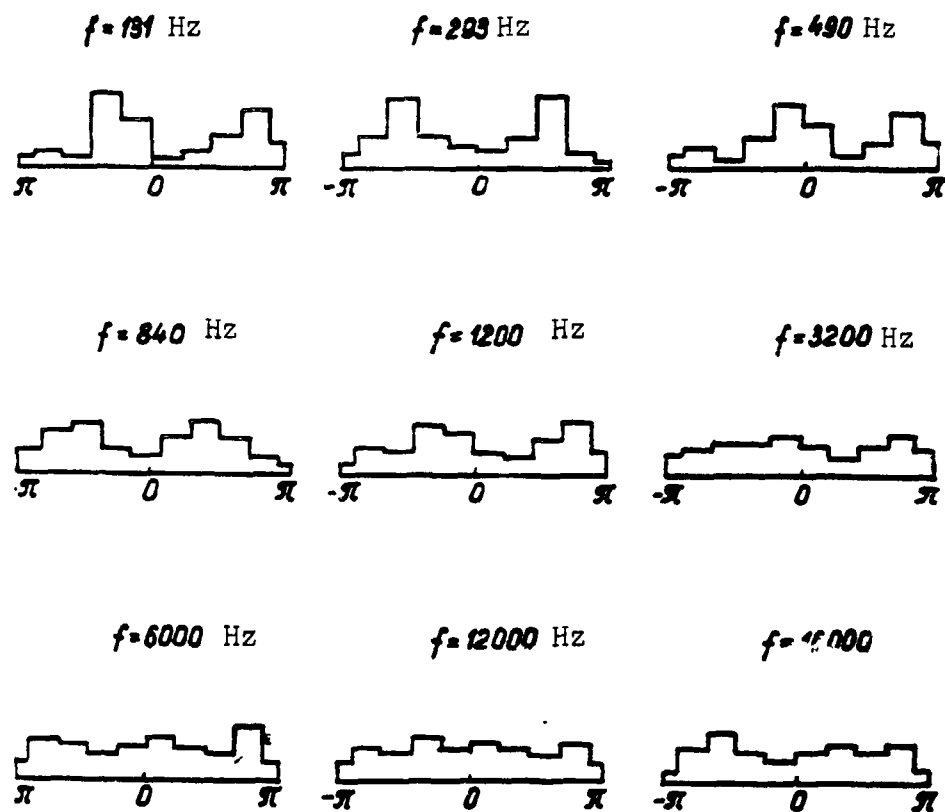 f=191 Hz f=293 Hz f=490 Hz
π 0 π -π 0 π -π 0 π
f=840 Hz f=1200 Hz f=3200 Hz
-π 0 π -π 0 π -π 0 π
f=6000 Hz f=12000 Hz
π 0 π -π 0 π -π 0 π